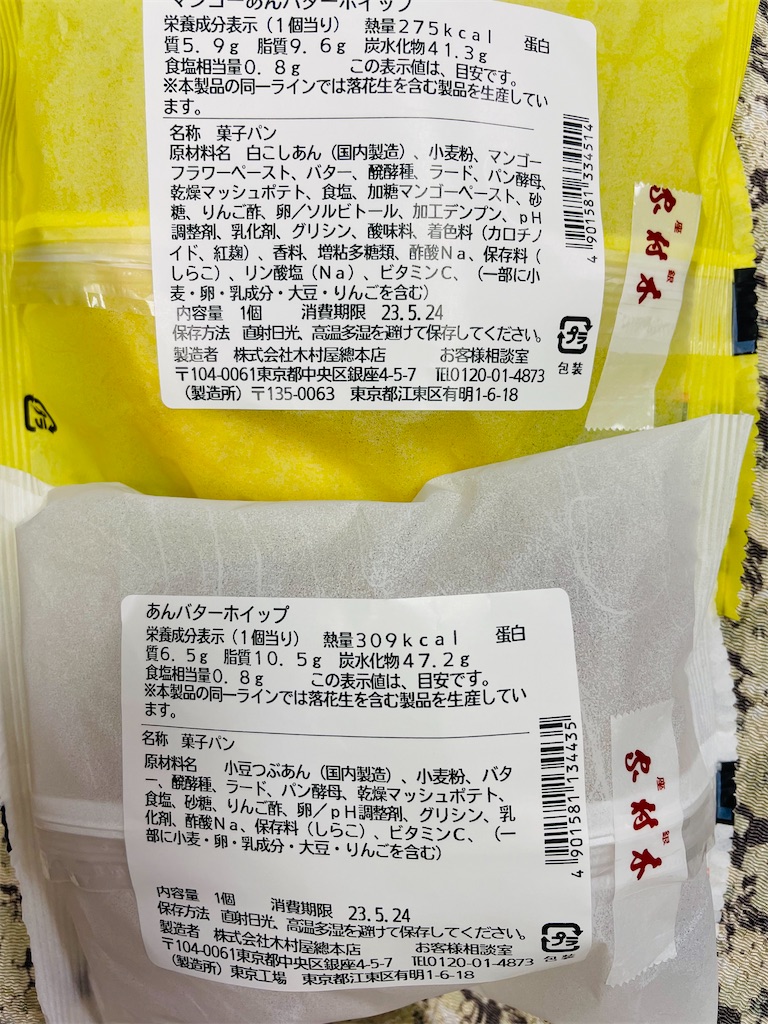 マンゴーあんバターホイップ
栄養成分表示（１個当り） 熱量２７５ｋｃａｌ 蛋白
質５．９ｇ 脂質９．６ｇ 炭水化物４１．３ｇ
食塩相当量０．８ｇ この表示値は、目安です。
※本製品の同一ラインでは落花生を含む製品を生産してい
ます。
名称 菓子パン
原材料名 白こしあん（国内製造）、小麦粉、マンゴー
フラワーペースト、バター、醗酵種、ラード、パン酵母、
乾燥マッシュポテト、食塩、加糖マンゴーペースト、砂
糖、りんご酢、卵／ソルビトール、加工デンプン、ｐＨ
調整剤、乳化剤、グリシン、酸味料、着色料（カロチノ
イド、紅麹）、香料、増粘多糖類、酢酸Ｎａ、保存料（
しらこ）、リン酸塩（Ｎａ）、ビタミンＣ、（一部に小
麦・卵・乳成分・大豆・りんごを含む）
内容量 1個 消費期限 23.5.24
保存方法 直射日光、高温多湿を避けて保存してください。
製造者 株式会社木村屋總本店 お客様相談室
〒104-0061東京都中央区銀座4-5-7 ℡0120-01-4873
（製造所）〒135-0063 東京都江東区有明1-6-18
4 901581 334514
プラ
包装
座銀
家村木
プラ
あんバターホイップ
栄養成分表示（１個当り） 熱量３０９ｋｃａｌ 蛋白
質６．５ｇ 脂質１０．５ｇ 炭水化物４７．２ｇ
食塩相当量０．８ｇ この表示値は、目安です。
※本製品の同一ラインでは落花生を含む製品を生産してい
ます。
名称 菓子パン
原材料名 小豆つぶあん（国内製造）、小麦粉、バタ
ー、醗酵種、ラード、パン酵母、乾燥マッシュポテト、
食塩、砂糖、りんご酢、卵／ｐＨ調整剤、グリシン、乳
化剤、酢酸Ｎａ、保存料（しらこ）、ビタミンＣ、（一
部に小麦・卵・乳成分・大豆・りんごを含む）
内容量 1個 消費期限 23.5.24
保存方法 直射日光、高温多湿を避けて保存してください。
製造者 株式会社木村屋總本店 お客様相談室
〒104-0061東京都中央区銀座4-5-7 ℡0120-01-4873
（製造所）東京工場 東京都江東区有明1-6-18
4 901581 134435
プラ
包装
座銀
家村木